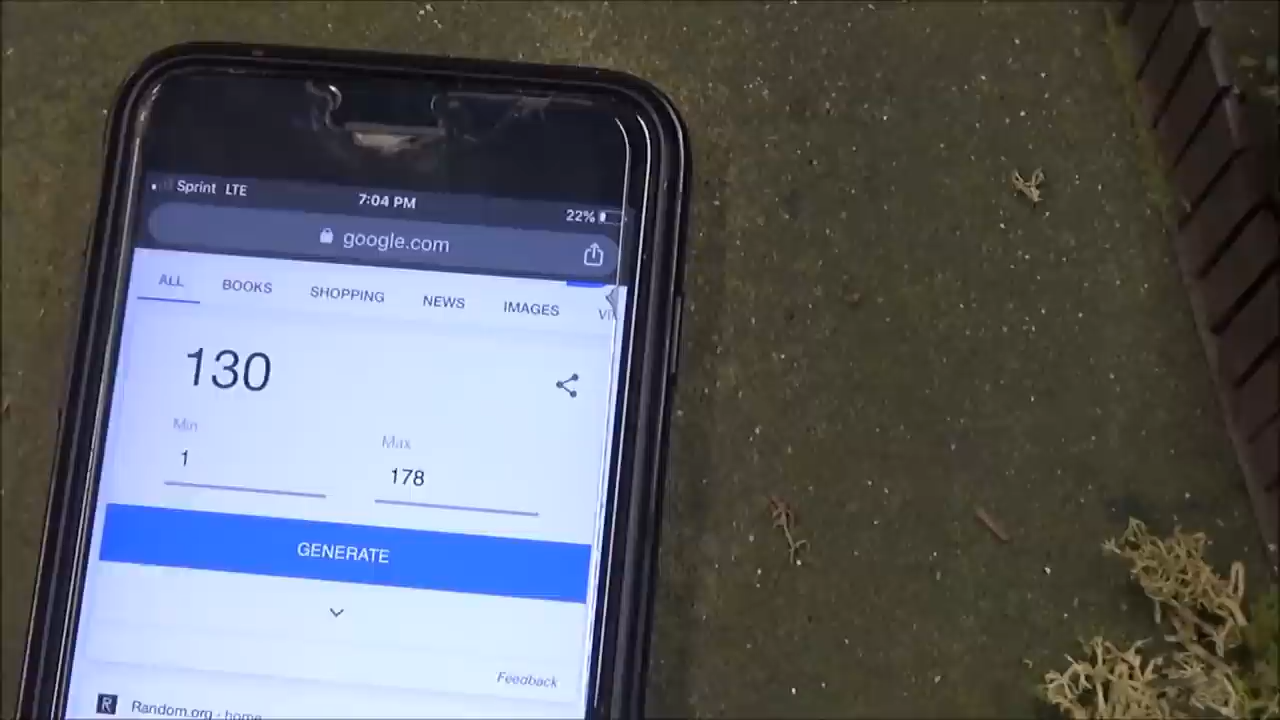 Sprint LTE 7:04 PM 22%
google.com
ALL BOOKS SHOPPING NEWS IMAGES
130
Min Max
1 178
GENERATE
Feedback
R Random.org - home